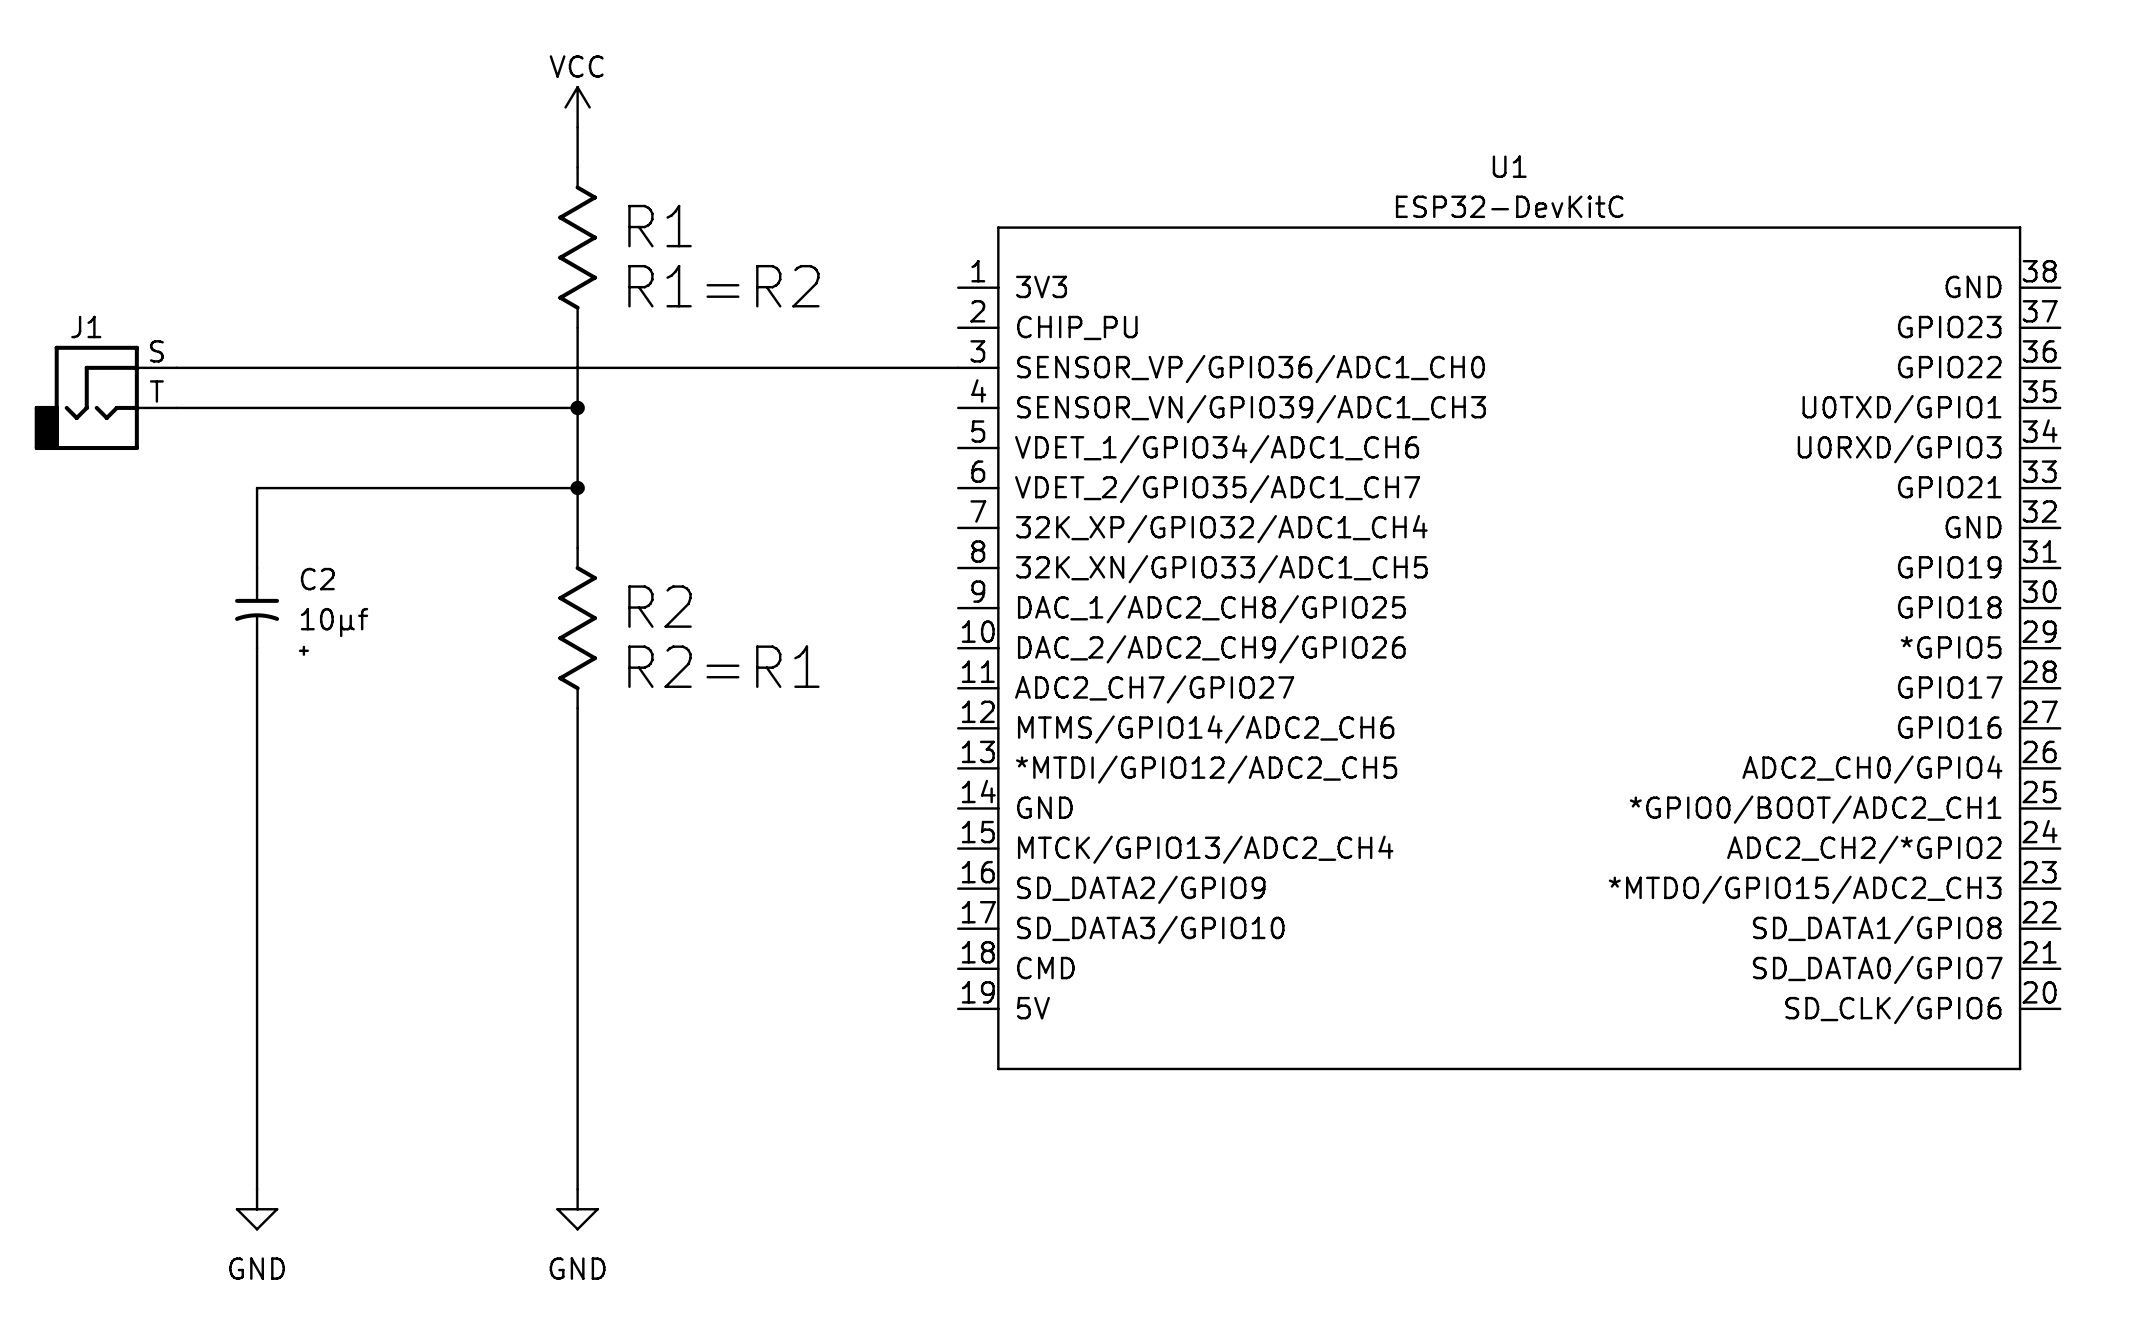 VCC
R1
R1=R2
J1
S
T
C2
10µf
+
R2
R2=R1
GND
GND
U1
ESP32-DevKitC
1 3V3
2 CHIP_PU
3 SENSOR_VP/GPIO36/ADC1_CH0
4 SENSOR_VN/GPIO39/ADC1_CH3
5 VDET_1/GPIO34/ADC1_CH6
6 VDET_2/GPIO35/ADC1_CH7
7 32K_XP/GPIO32/ADC1_CH4
8 32K_XN/GPIO33/ADC1_CH5
9 DAC_1/ADC2_CH8/GPIO25
10 DAC_2/ADC2_CH9/GPIO26
11 ADC2_CH7/GPIO27
12 MTMS/GPIO14/ADC2_CH6
13 *MTDI/GPIO12/ADC2_CH5
14 GND
15 MTCK/GPIO13/ADC2_CH4
16 SD_DATA2/GPIO9
17 SD_DATA3/GPIO10
18 CMD
19 5V
GND 38
GPIO23 37
GPIO22 36
U0TXD/GPIO1 35
U0RXD/GPIO3 34
GPIO21 33
GND 32
GPIO19 31
GPIO18 30
*GPIO5 29
GPIO17 28
GPIO16 27
ADC2_CH0/GPIO4 26
*GPIO0/BOOT/ADC2_CH1 25
ADC2_CH2/*GPIO2 24
*MTDO/GPIO15/ADC2_CH3 23
SD_DATA1/GPIO8 22
SD_DATA0/GPIO7 21
SD_CLK/GPIO6 20